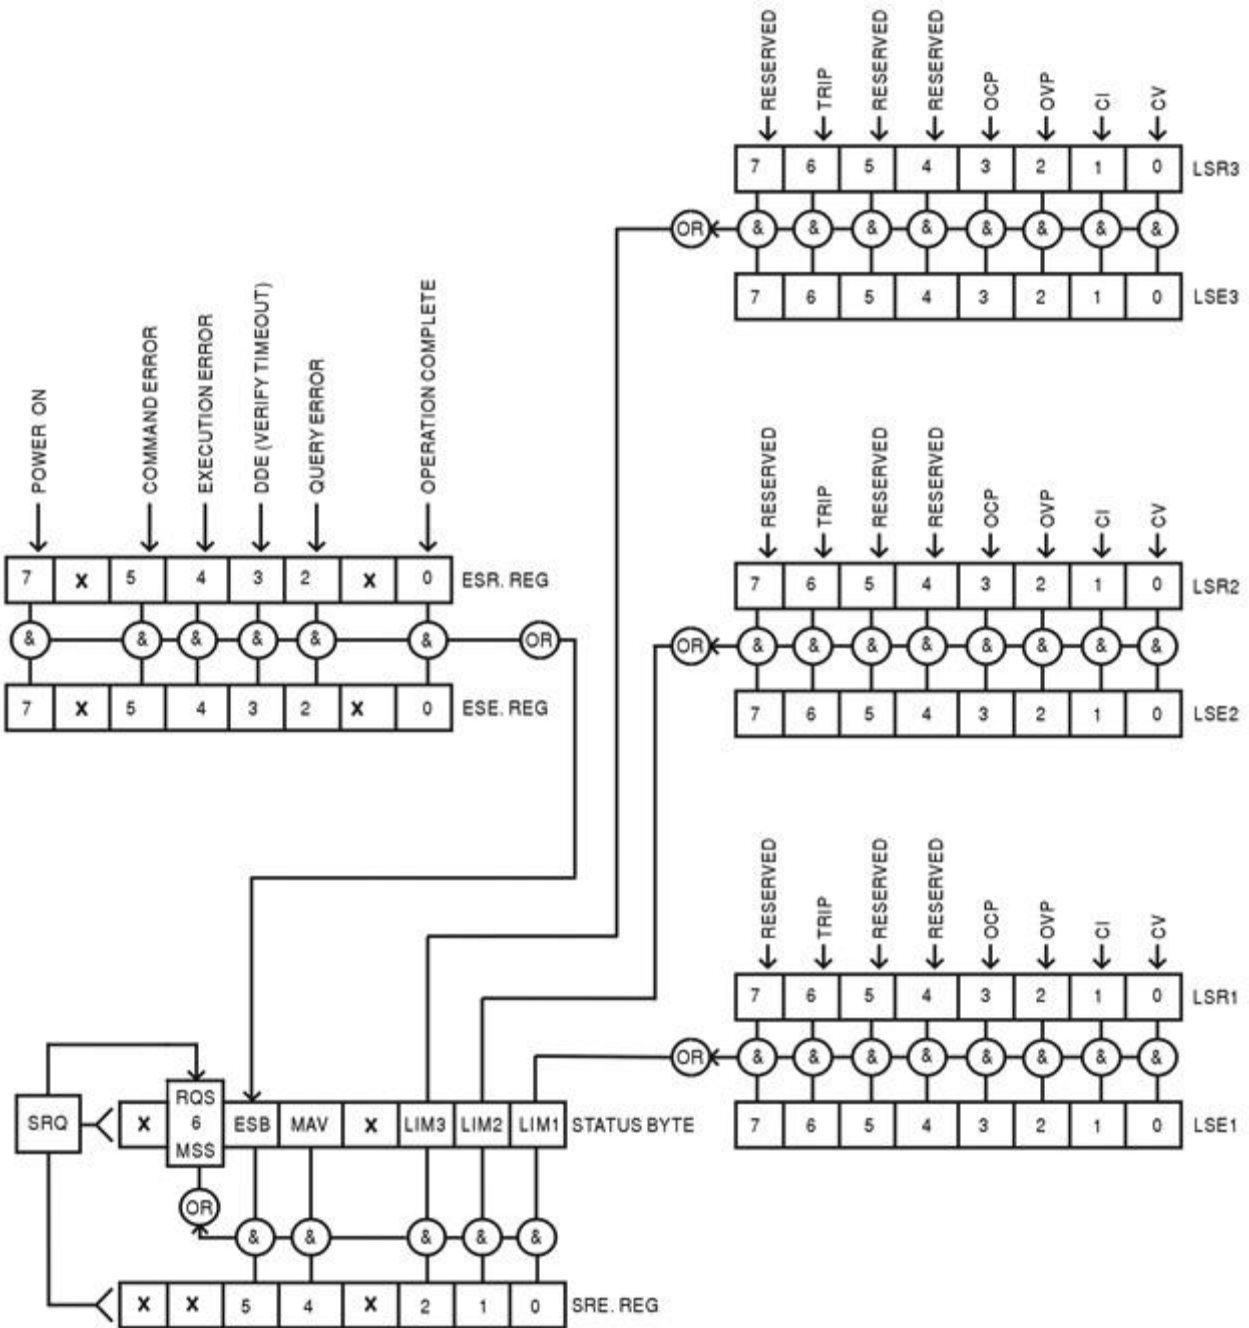 RESERVED TRIP RESERVED RESERVED OCP OVP CI CV
7 6 5 4 3 2 1 0 LSR3
OR & & & & & & & &
7 6 5 4 3 2 1 0 LSE3
POWER ON COMMAND ERROR EXECUTION ERROR DDE (VERIFY TIMEOUT) QUERY ERROR OPERATION COMPLETE
7 X 5 4 3 2 X 0 ESR. REG
& & & & & & OR
7 X 5 4 3 2 X 0 ESE. REG
RESERVED TRIP RESERVED RESERVED OCP OVP CI CV
7 6 5 4 3 2 1 0 LSR2
OR & & & & & & & &
7 6 5 4 3 2 1 0 LSE2
RESERVED TRIP RESERVED RESERVED OCP OVP CI CV
7 6 5 4 3 2 1 0 LSR1
OR & & & & & & & &
7 6 5 4 3 2 1 0 LSE1
SRQ X RQS 6 MSS ESB MAV X LIM3 LIM2 LIM1 STATUS BYTE
OR & & & & &
X X 5 4 X 2 1 0 SRE. REG